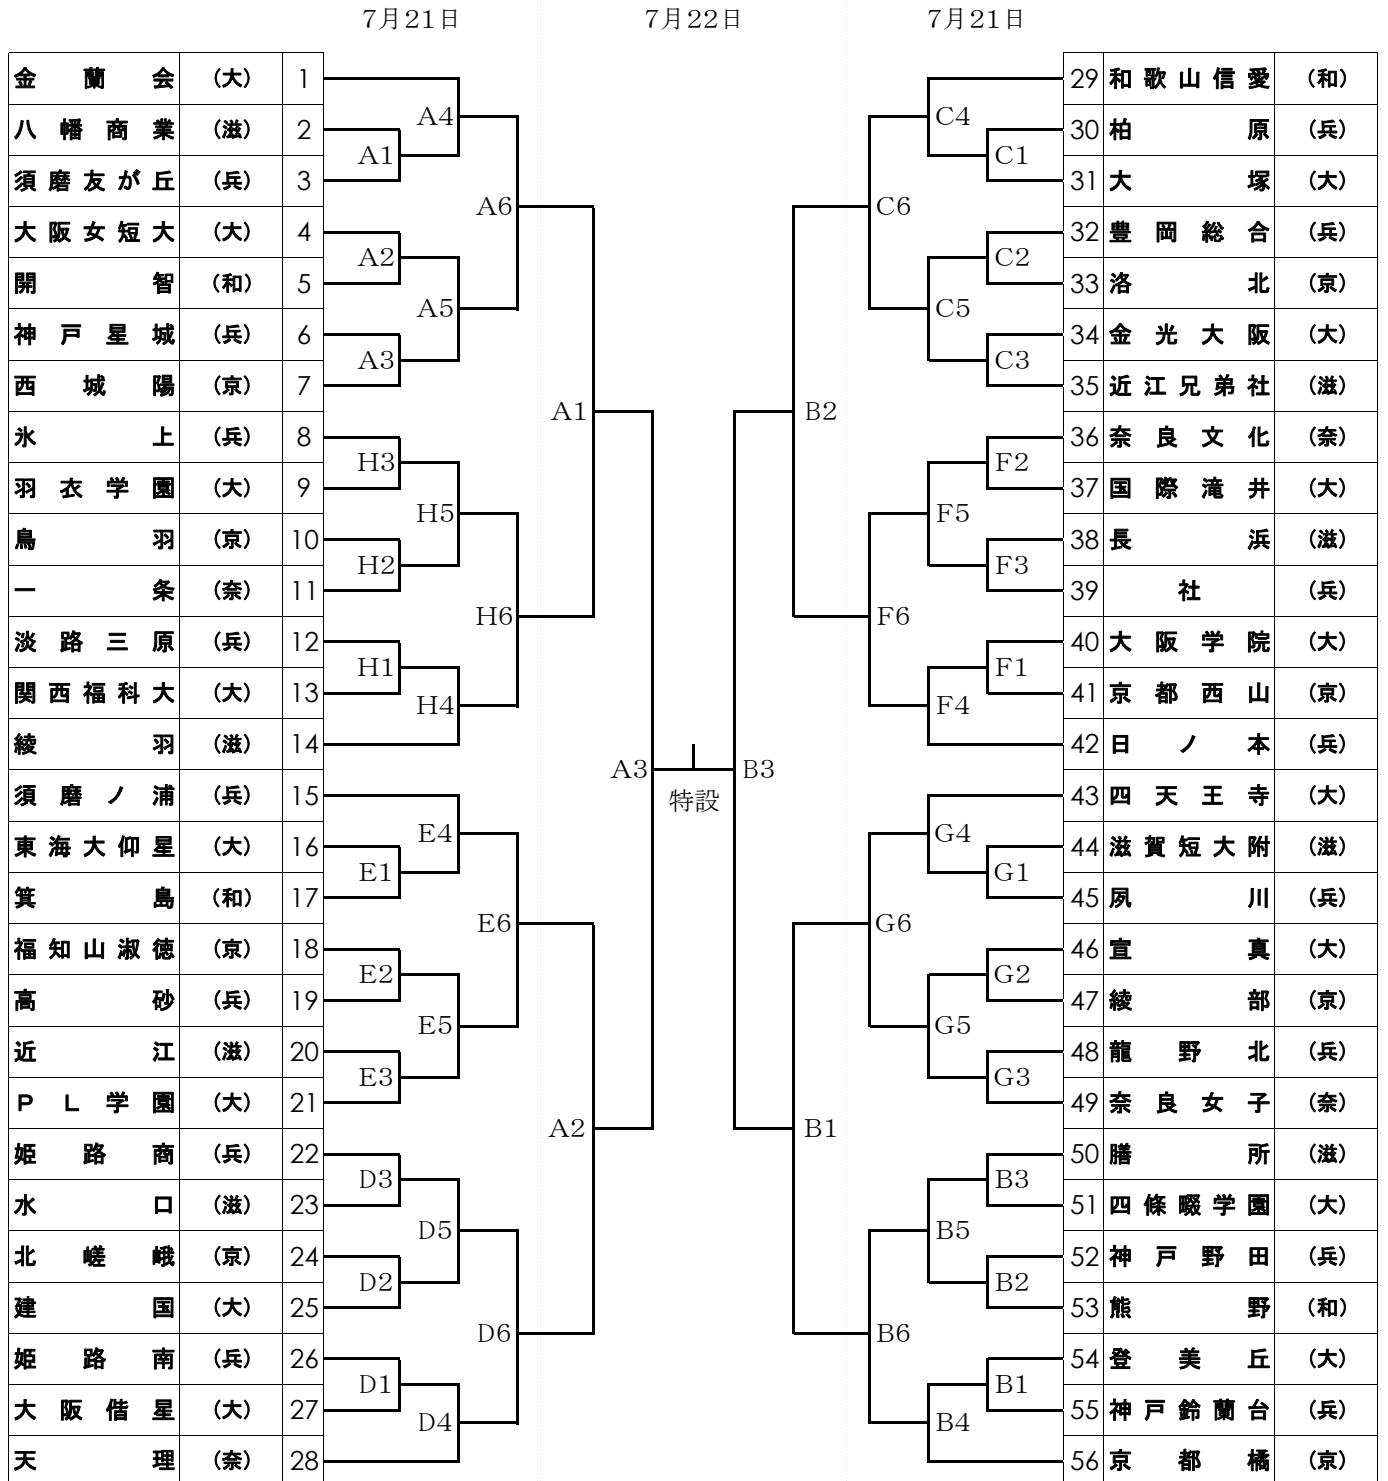 7月21日 7月22日 7月21日
金蘭会 (大) 1 29 和歌山信愛 (和)
A4 C4
八幡商業 (滋) 2 30 柏原 (兵)
A1 C1
須磨友が丘 (兵) 3 31 大塚 (大)
A6 C6
大阪女短大 (大) 4 32 豊岡総合 (兵)
A2 C2
開智 (和) 5 33 洛北 (京)
A5 C5
神戸星城 (兵) 6 34 金光大阪 (大)
A3 C3
西城陽 (京) 7 35 近江兄弟社 (滋)
A1 B2
氷上 (兵) 8 36 奈良文化 (奈)
H3 F2
羽衣学園 (大) 9 37 国際滝井 (大)
H5 F5
鳥羽 (京) 10 38 長浜 (滋)
H2 F3
一条 (奈) 11 39 社 (兵)
H6 F6
淡路三原 (兵) 12 40 大阪学院 (大)
H1 F1
関西福科大 (大) 13 41 京都西山 (京)
H4 F4
綾羽 (滋) 14 42 日ノ本 (兵)
A3 B3
特設
須磨ノ浦 (兵) 15 43 四天王寺 (大)
E4 G4
東海大仰星 (大) 16 44 滋賀短大附 (滋)
E1 G1
箕島 (和) 17 45 夙川 (兵)
E6 G6
福知山淑徳 (京) 18 46 宣真 (大)
E2 G2
高砂 (兵) 19 47 綾部 (京)
E5 G5
近江 (滋) 20 48 龍野北 (兵)
E3 G3
PL学園 (大) 21 49 奈良女子 (奈)
A2 B1
姫路商 (兵) 22 50 膳所 (滋)
D3 B3
水口 (滋) 23 51 四條畷学園 (大)
D5 B5
北嵯峨 (京) 24 52 神戸野田 (兵)
D2 B2
建国 (大) 25 53 熊野 (和)
D6 B6
姫路南 (兵) 26 54 登美丘 (大)
D1 B1
大阪偕星 (大) 27 55 神戸鈴蘭台 (兵)
D4 B4
天理 (奈) 28 56 京都橘 (京)